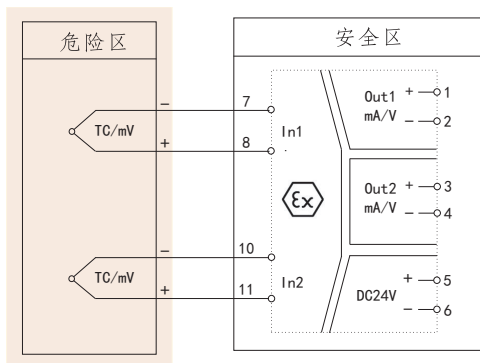 危险区
安全区
− 7
TC/mV
+ 8
In1
Out1 + 1
mA/V − 2
εx
Out2 + 3
mA/V − 4
− 10
TC/mV
+ 11
In2
+ 5
DC24V
− 6